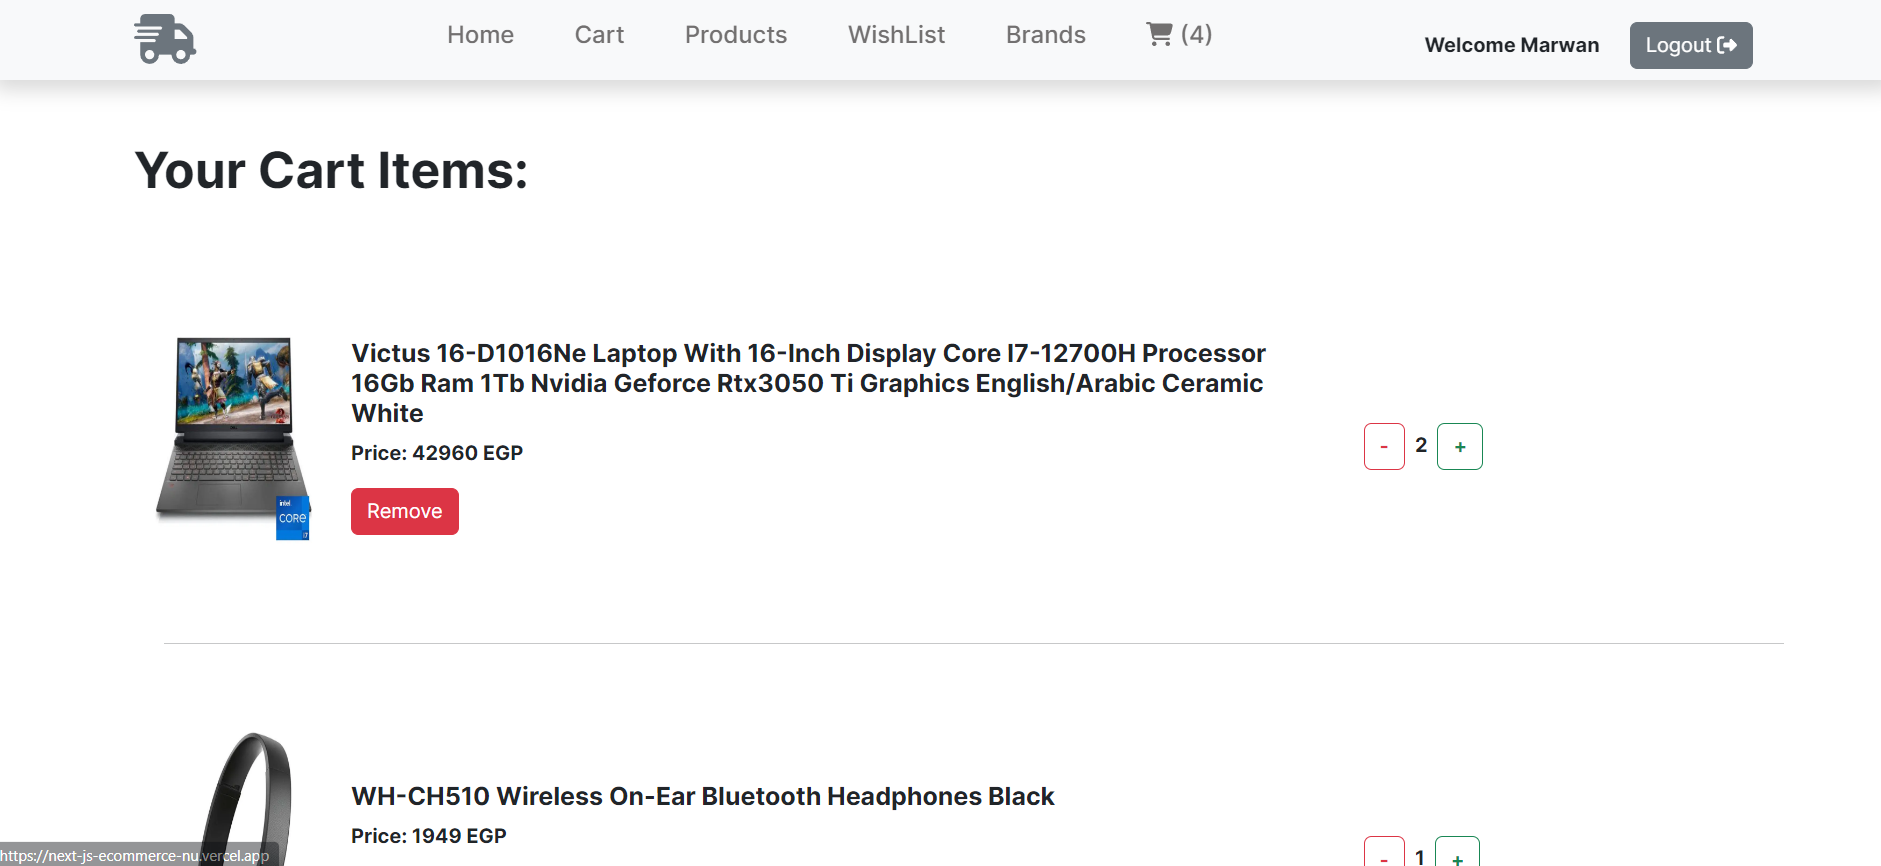 Home Cart Products WishList Brands (4) Welcome Marwan Logout
Your Cart Items:
Victus 16-D1016Ne Laptop With 16-Inch Display Core I7-12700H Processor
16Gb Ram 1Tb Nvidia Geforce Rtx3050 Ti Graphics English/Arabic Ceramic
White
Price: 42960 EGP
- 2 +
Remove
intel
CORE
i7
WH-CH510 Wireless On-Ear Bluetooth Headphones Black
Price: 1949 EGP
- 1 +
https://next-js-ecommerce-nu.vercel.app